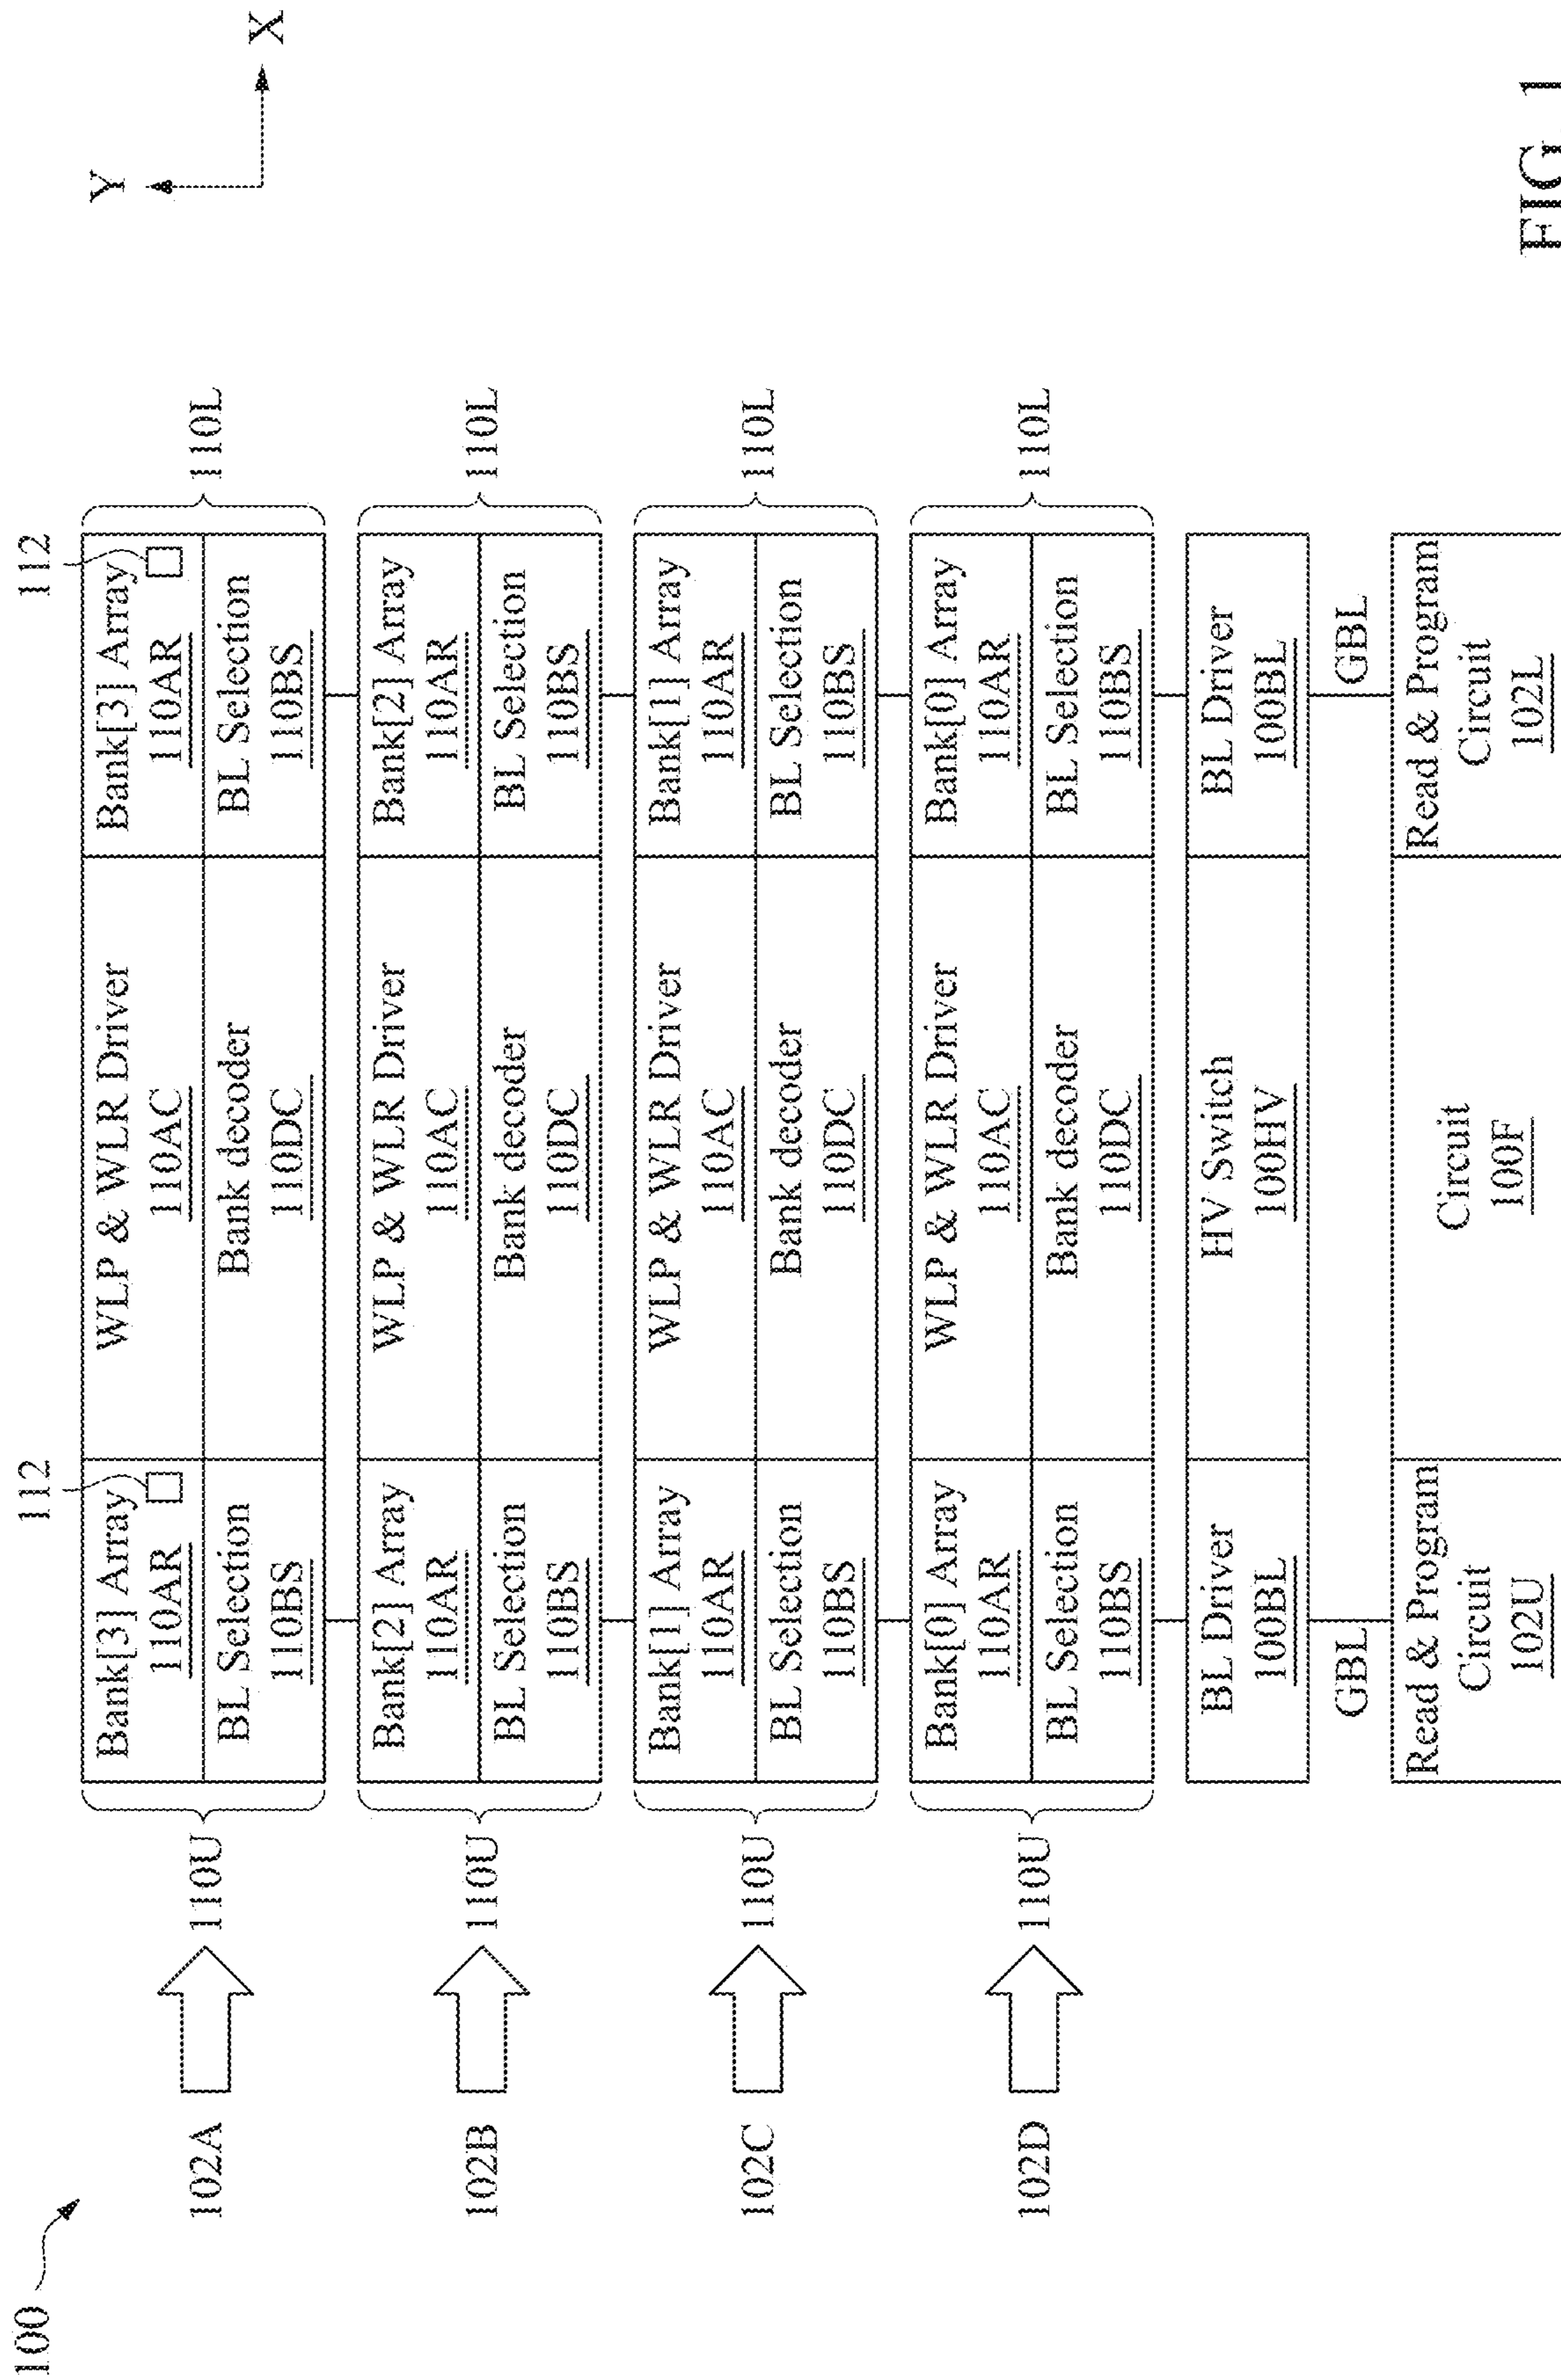 100
112
112
Y
X
102A
110U
Bank[3] Array
110AR
WLP & WLR Driver
110AC
Bank[3] Array
110AR
110L
BL Selection
110BS
Bank decoder
110DC
BL Selection
110BS
102B
110U
Bank[2] Array
110AR
WLP & WLR Driver
110AC
Bank[2] Array
110AR
110L
BL Selection
110BS
Bank decoder
110DC
BL Selection
110BS
102C
110U
Bank[1] Array
110AR
WLP & WLR Driver
110AC
Bank[1] Array
110AR
110L
BL Selection
110BS
Bank decoder
110DC
BL Selection
110BS
102D
110U
Bank[0] Array
110AR
WLP & WLR Driver
110AC
Bank[0] Array
110AR
110L
BL Selection
110BS
Bank decoder
110DC
BL Selection
110BS
BL Driver
100BL
HV Switch
100HV
BL Driver
100BL
GBL
GBL
Read & Program
Circuit
102U
Circuit
100F
Read & Program
Circuit
102L
FIG. 1